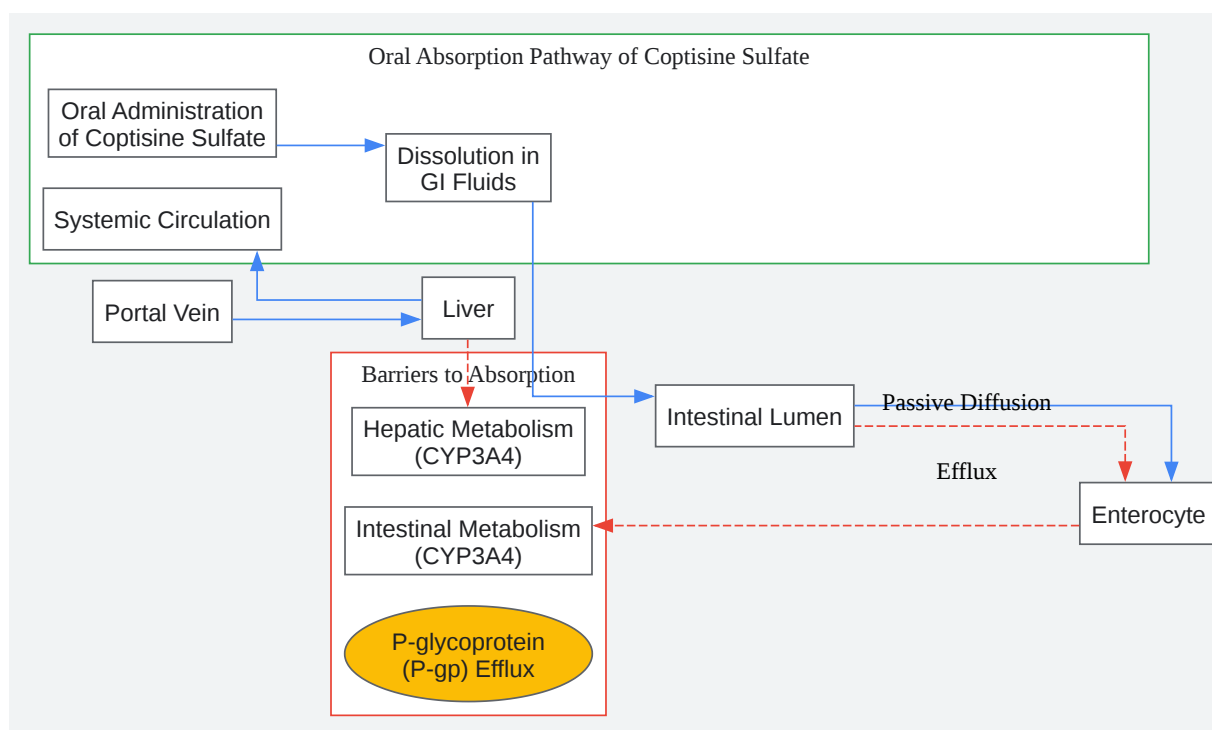 Oral Absorption Pathway of Coptisine Sulfate
Oral Administration
of Coptisine Sulfate
Dissolution in
GI Fluids
Systemic Circulation
Portal Vein
Liver
Barriers to Absorption
Hepatic Metabolism
(CYP3A4)
Intestinal Lumen
Passive Diffusion
Efflux
Enterocyte
Intestinal Metabolism
(CYP3A4)
P-glycoprotein
(P-gp) Efflux